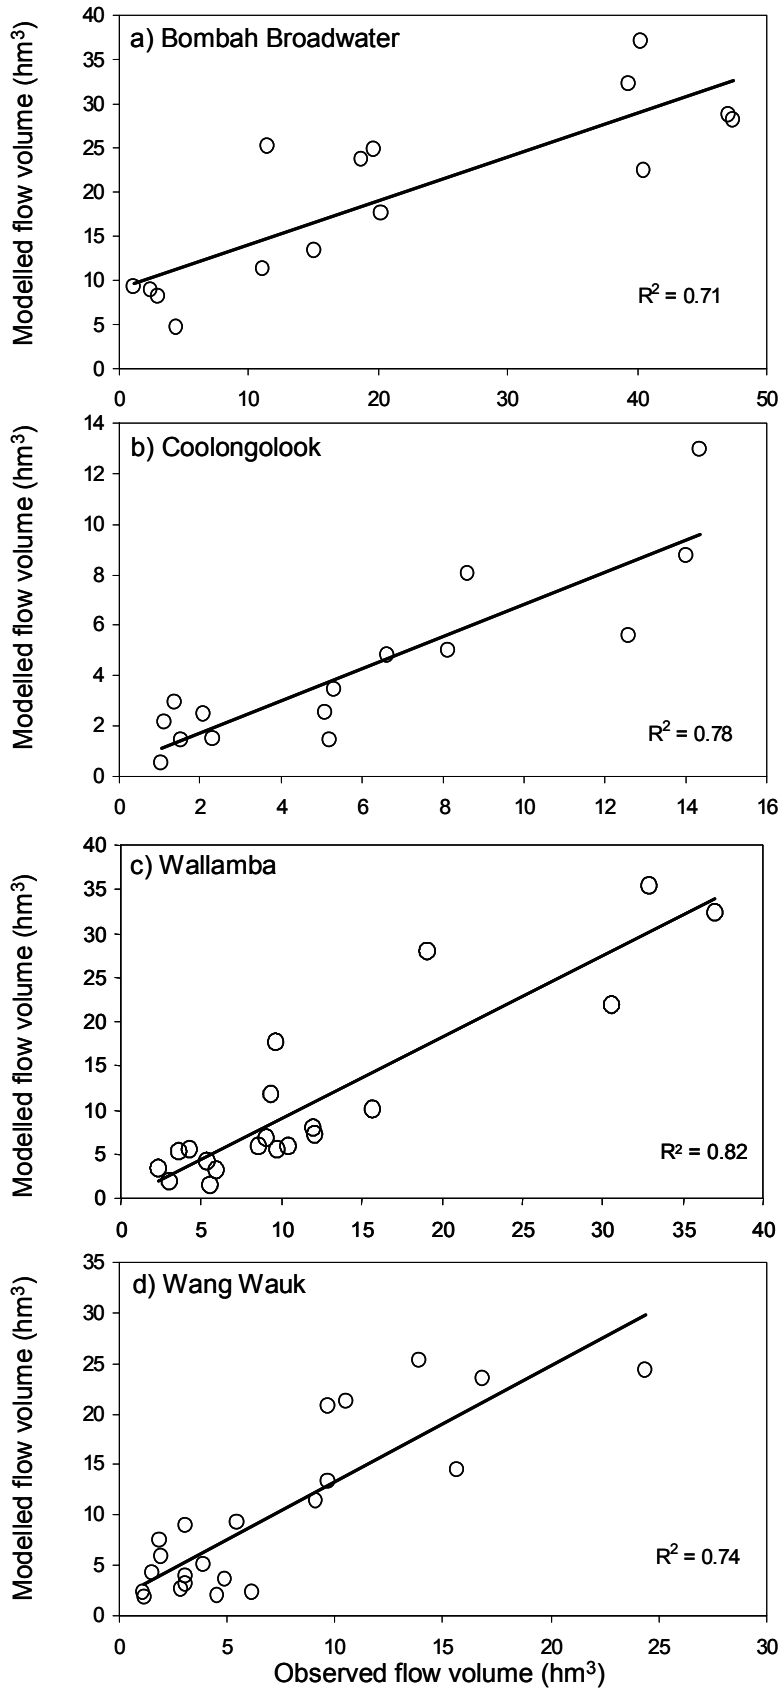 a) Bombah Broadwater
Modelled flow volume (hm³)
40
35
30
25
20
15
10
5
0
R² = 0.71
0 10 20 30 40 50
b) Coolongolook
Modelled flow volume (hm³)
14
12
10
8
6
4
2
0
R² = 0.78
0 2 4 6 8 10 12 14 16
c) Wallamba
Modelled flow volume (hm³)
40
35
30
25
20
15
10
5
0
R² = 0.82
0 5 10 15 20 25 30 35 40
d) Wang Wauk
Modelled flow volume (hm³)
35
30
25
20
15
10
5
0
R² = 0.74
0 5 10 15 20 25 30
Observed flow volume (hm³)